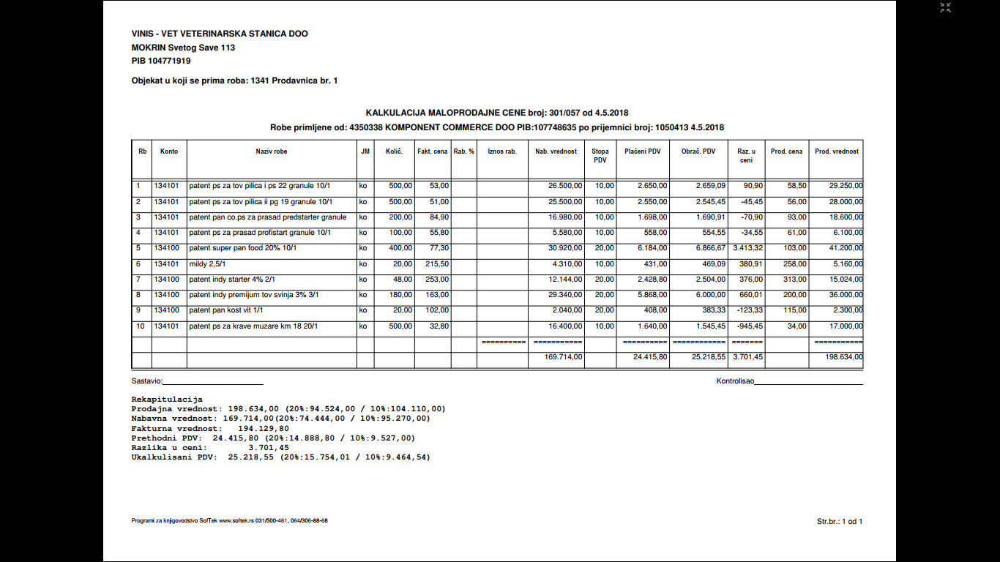 VINIS - VET VETERINARSKA STANICA DOO
MOKRIN Svetog Save 113
PIB 104771919
Objekat u koji se prima roba: 1341 Prodavnica br. 1
KALKULACIJA MALOPRODAJNE CENE broj: 301/057 od 4.5.2018
Robe primljene od: 4350338 KOMPONENT COMMERCE DOO PIB:107748635 po prijemnici broj: 1050413 4.5.2018
Rb Konto Naziv robe JM Količ. Fakt. cena Rab. % Iznos rab. Nab. vrednost Stopa PDV Plaćeni PDV Obrač. PDV Raz. u ceni Prod. cena Prod. vrednost
1 134101 patent ps za tov pilica i ps 22 granule 10/1 ko 500,00 53,00 26.500,00 10,00 2.650,00 2.659,09 90,90 58,50 29.250,00
2 134101 patent ps za tov pilica ii pg 19 granule 10/1 ko 500,00 51,00 25.500,00 10,00 2.550,00 2.545,45 -45,45 56,00 28.000,00
3 134101 patent pan co.ps za prasad predstarter granule ko 200,00 84,90 16.980,00 10,00 1.698,00 1.690,91 -70,90 93,00 18.600,00
4 134101 patent ps za prasad profistart granule 10/1 ko 100,00 55,80 5.580,00 10,00 558,00 554,55 -34,55 61,00 6.100,00
5 134100 patent super pan food 20% 10/1 ko 400,00 77,30 30.920,00 20,00 6.184,00 6.866,67 3.413,32 103,00 41.200,00
6 134101 mildy 2,5/1 ko 20,00 215,50 4.310,00 10,00 431,00 469,09 380,91 258,00 5.160,00
7 134100 patent indy starter 4% 2/1 ko 48,00 253,00 12.144,00 20,00 2.428,80 2.504,00 376,00 313,00 15.024,00
8 134100 patent indy premijum tov svinja 3% 3/1 ko 180,00 163,00 29.340,00 20,00 5.868,00 6.000,00 660,01 200,00 36.000,00
9 134100 patent pan kost vit 1/1 ko 20,00 102,00 2.040,00 20,00 408,00 383,33 -123,33 115,00 2.300,00
10 134101 patent ps za krave muzare km 18 20/1 ko 500,00 32,80 16.400,00 10,00 1.640,00 1.545,45 -945,45 34,00 17.000,00
========== =========== ========== ============ ======= ===========
169.714,00 24.415,80 25.218,55 3.701,45 198.634,00
Sastavio:________________________ Kontrolisao__________________________
Rekapitulacija
Prodajna vrednost: 198.634,00 (20%:94.524,00 / 10%:104.110,00)
Nabavna vrednost: 169.714,00(20%:74.444,00 / 10%:95.270,00)
Fakturna vrednost: 194.129,80
Prethodni PDV: 24.415,80 (20%:14.888,80 / 10%:9.527,00)
Razlika u ceni: 3.701,45
Ukalkulisani PDV: 25.218,55 (20%:15.754,01 / 10%:9.464,54)
Programi za knjigovodstvo SofTek www.softek.rs 031/500-461, 064/306-88-68
Str.br.: 1 od 1